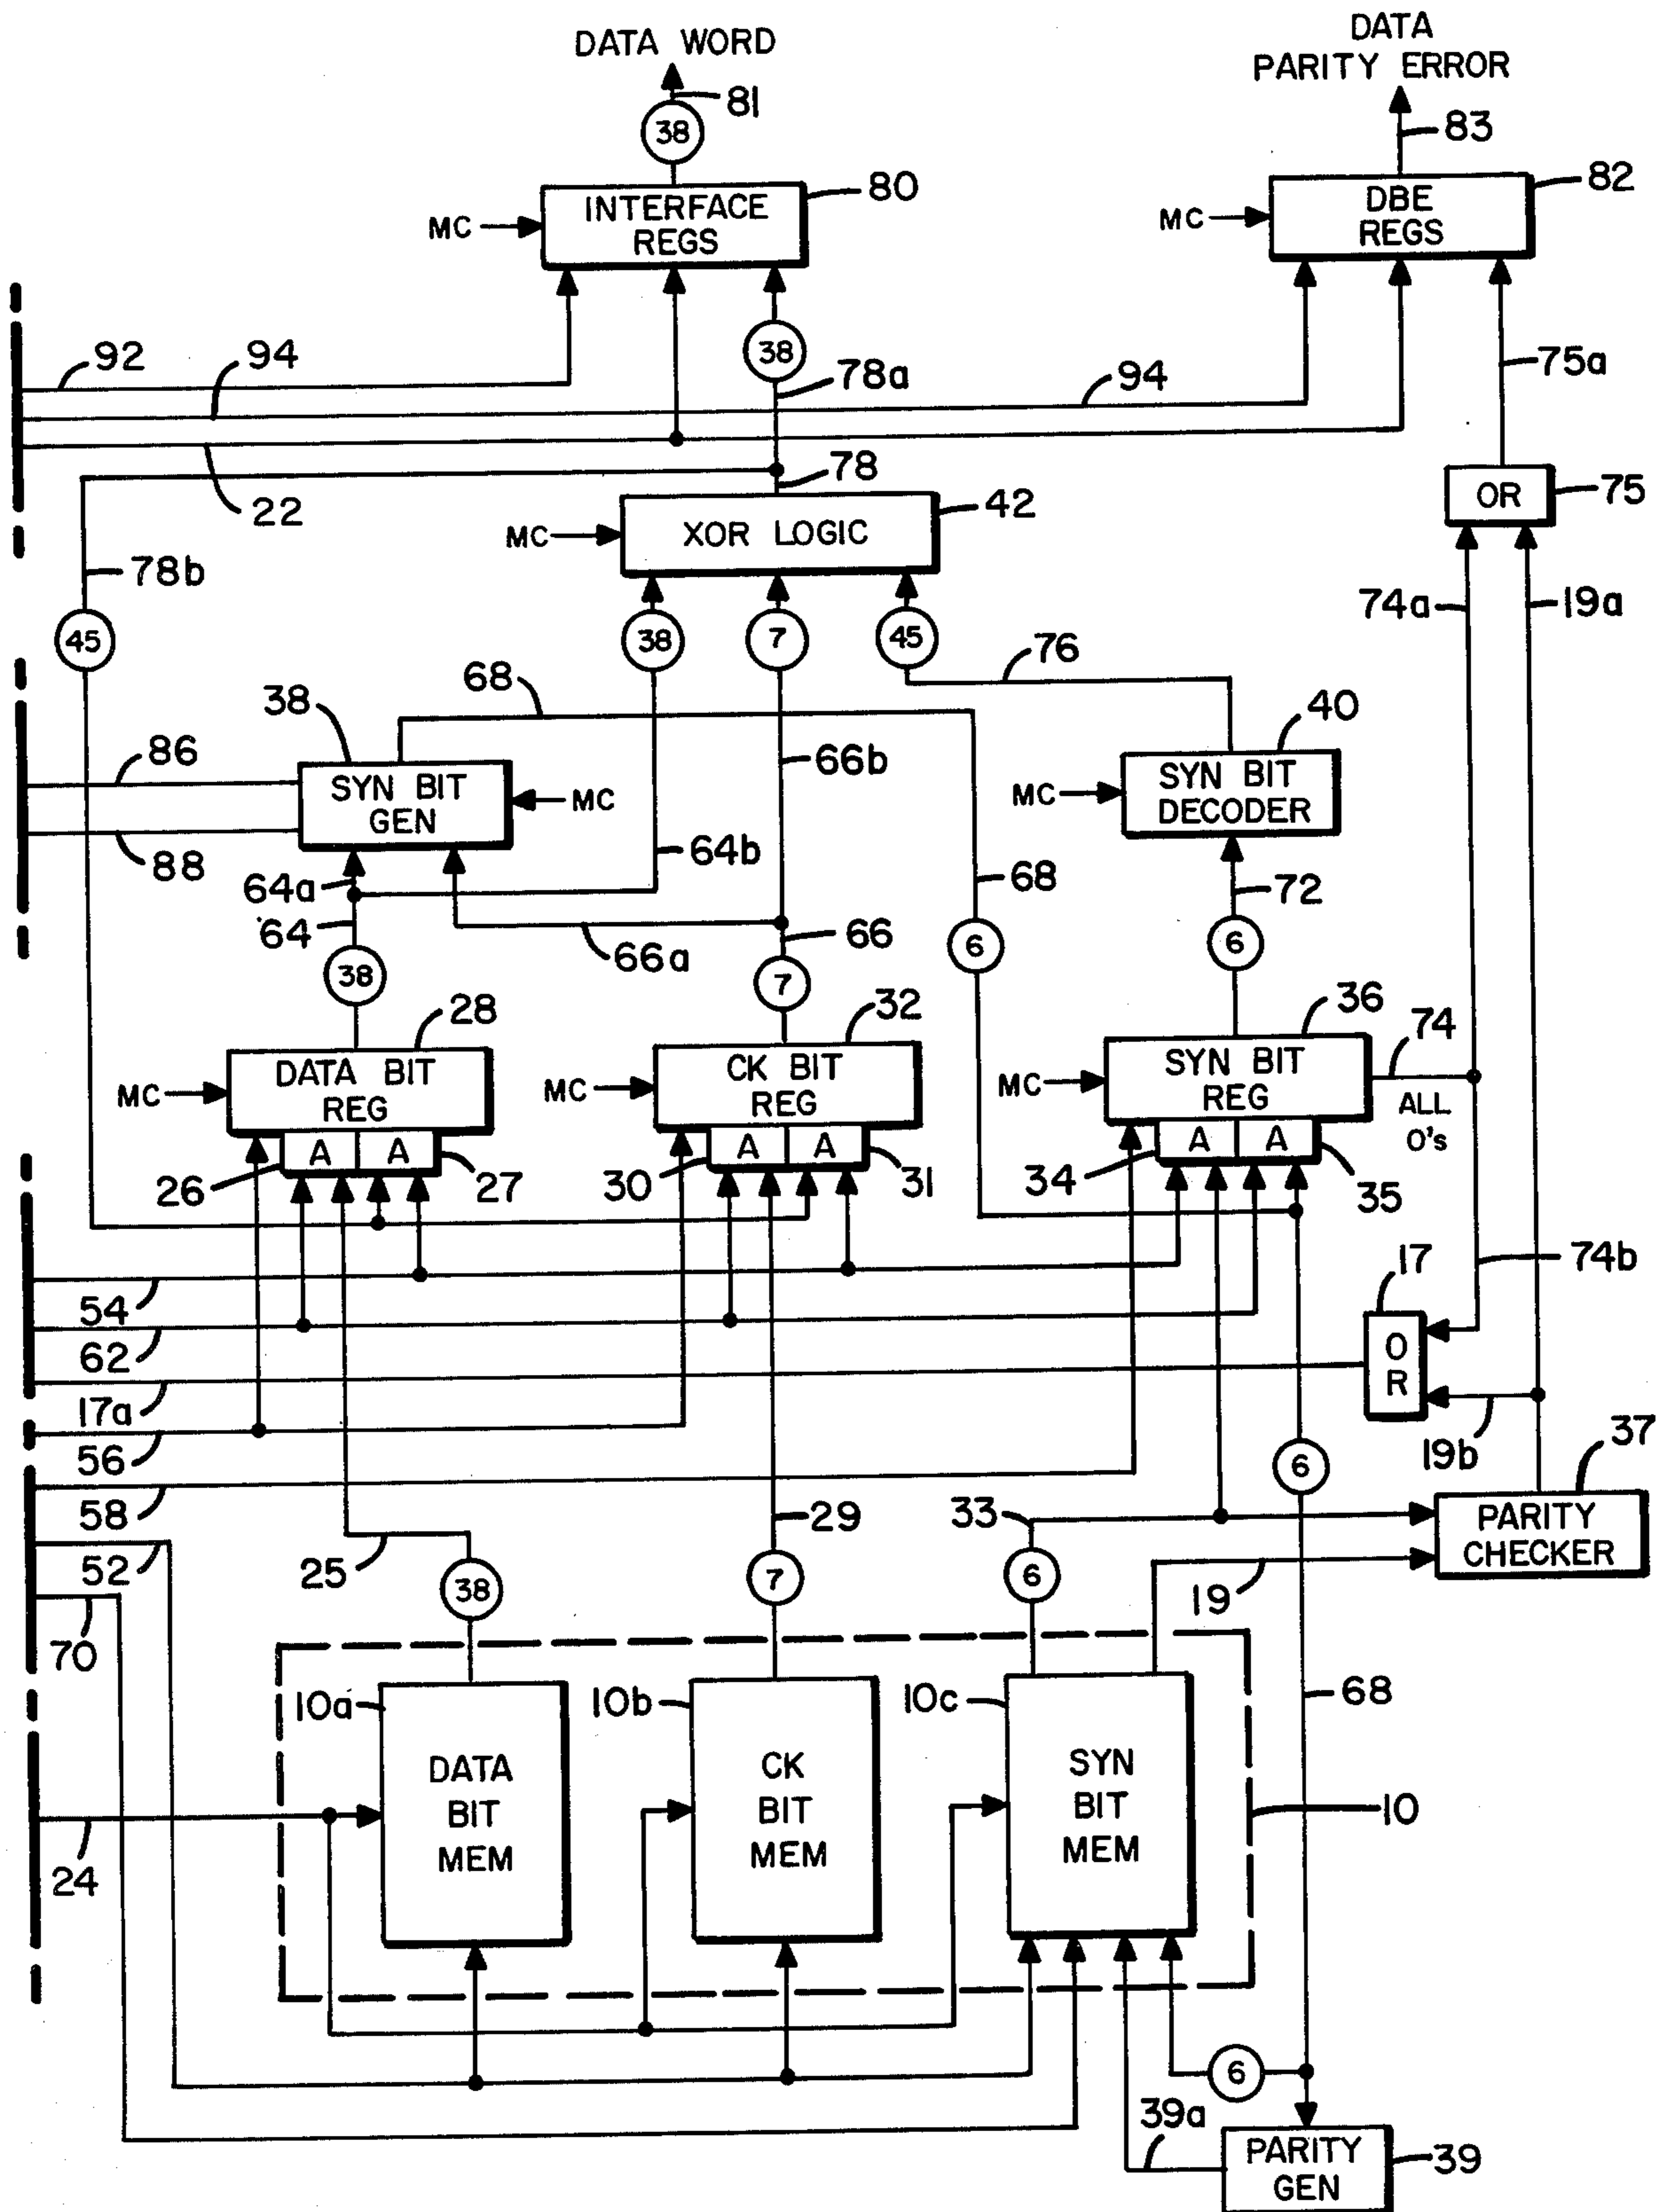 DATA WORD
DATA
PARITY ERROR
81
38
83
80
82
INTERFACE
REGS
MC
DBE
REGS
MC
92
94
38
78a
94
75a
22
78
OR
75
42
XOR LOGIC
MC
78b
74a
19a
45
38
7
45
76
68
38
40
86
66b
SYN BIT
GEN
MC
SYN BIT
DECODER
MC
88
64b
64a
68
72
64
66
66a
6
6
38
7
28
32
36
74
DATA BIT
REG
MC
CK BIT
REG
MC
SYN BIT
REG
MC
ALL
O's
A
A
A
A
A
A
26
27
30
31
34
35
54
17
74b
62
O
R
17a
19b
37
56
6
58
33
29
PARITY
CHECKER
52
25
38
7
6
19
70
10a
10b
10c
68
DATA
BIT
MEM
CK
BIT
MEM
SYN
BIT
MEM
10
24
6
39a
PARITY
GEN
39